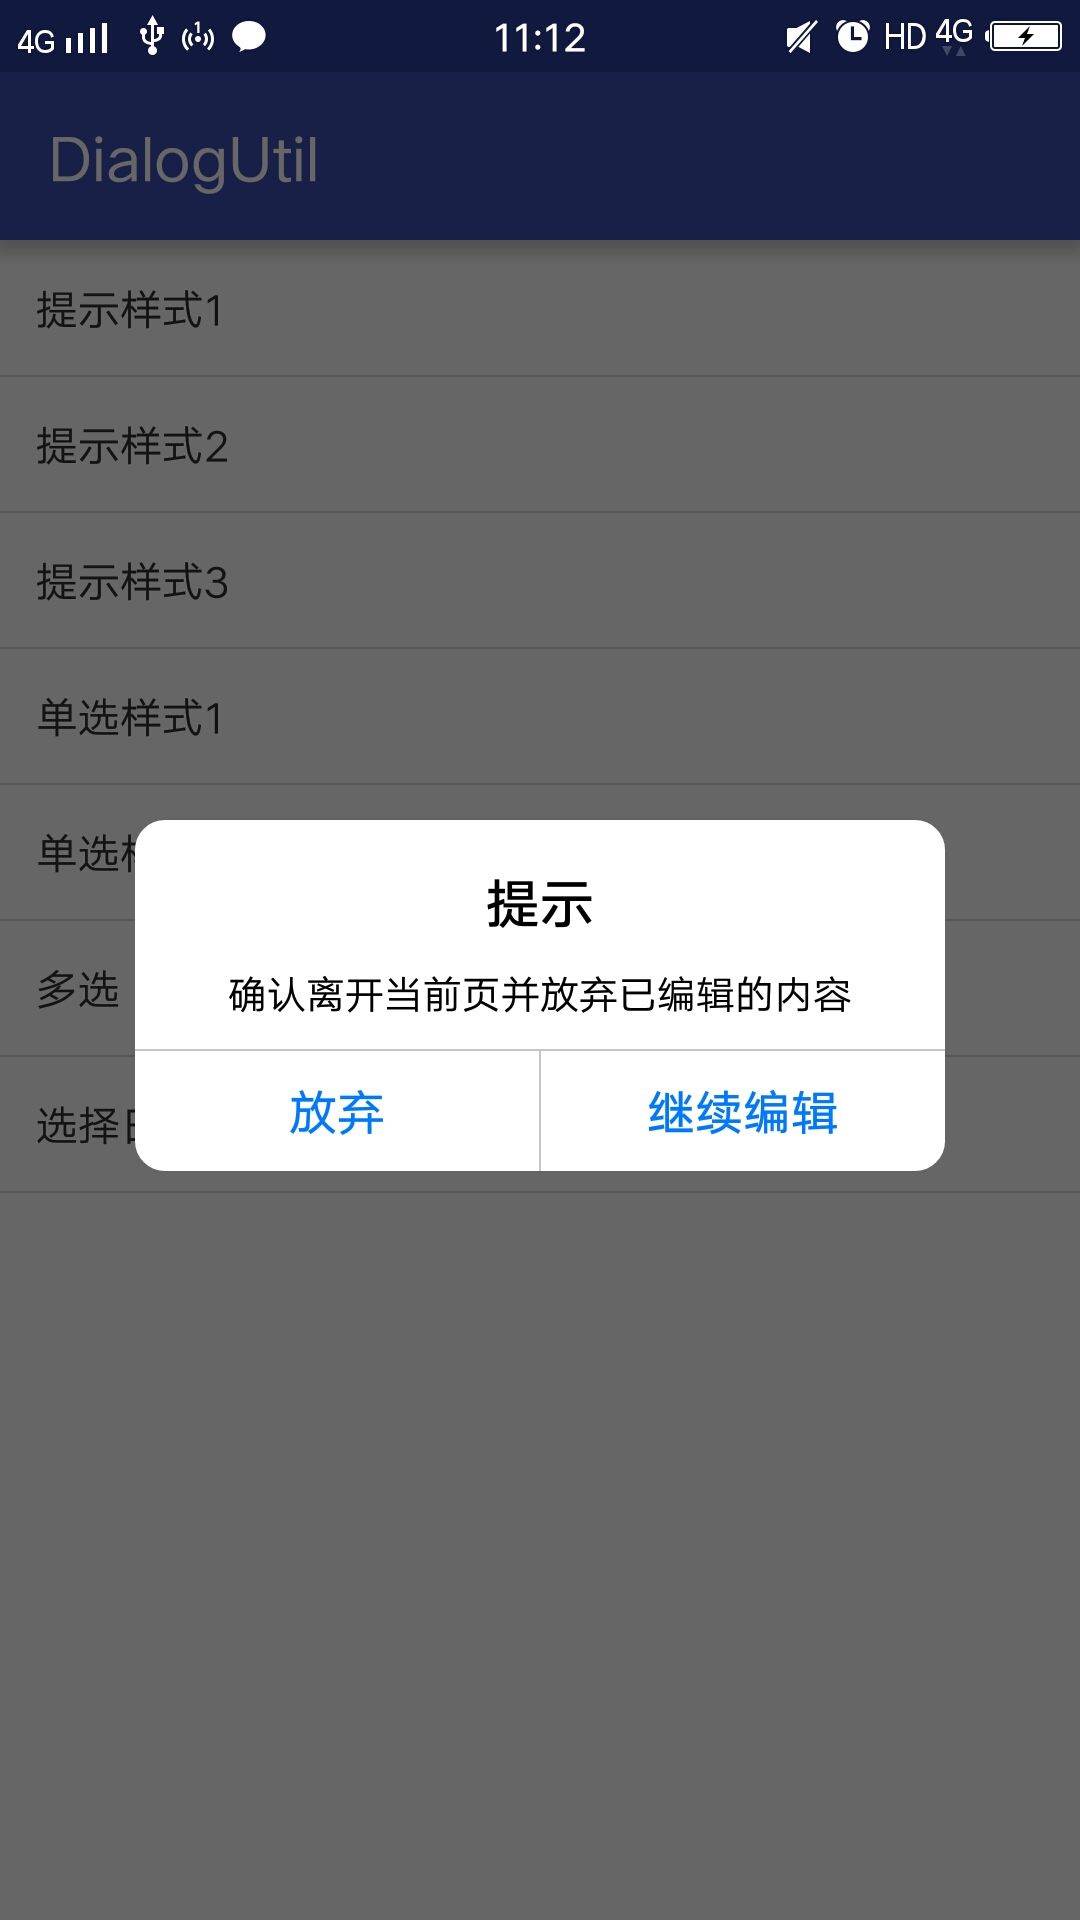 4G 11:12 HD 4G
DialogUtil
提示样式1
提示样式2
提示样式3
单选样式1
单选
多选
选择
提示
确认离开当前页并放弃已编辑的内容
放弃 继续编辑